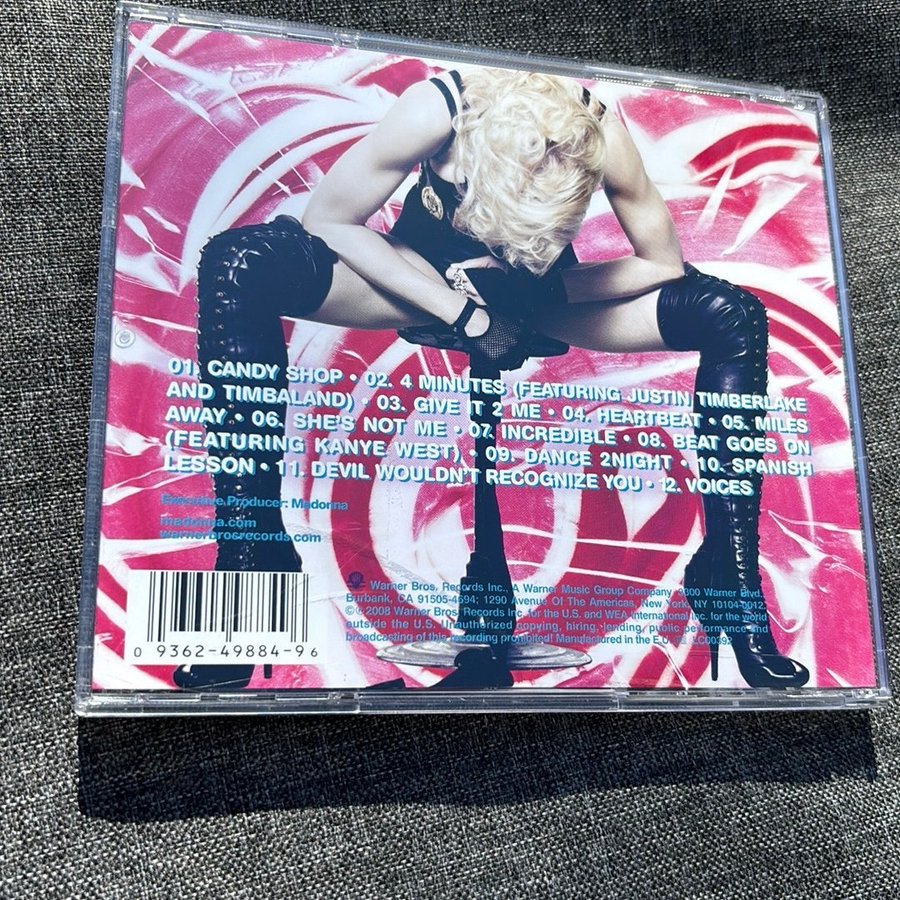 01. CANDY SHOP • 02. 4 MINUTES (FEATURING JUSTIN TIMBERLAKE
AND TIMBALAND) • 03. GIVE IT 2 ME • 04. HEARTBEAT • 05. MILES
AWAY • 06. SHE'S NOT ME • 07. INCREDIBLE • 08. BEAT GOES ON
(FEATURING KANYE WEST) • 09. DANCE 2NIGHT • 10. SPANISH
LESSON • 11. DEVIL WOULDN'T RECOGNIZE YOU • 12. VOICES
Executive Producer: Madonna
madonna.com
warnerbrosrecords.com
Warner Bros. Records Inc., A Warner Music Group Company, 3300 Warner Blvd.,
Burbank, CA 91505-4694; 1290 Avenue Of The Americas, New York, NY 10104-0012.
℗ © 2008 Warner Bros. Records Inc. for the U.S. and WEA International Inc. for the world
outside the U.S. Unauthorized copying, hiring, lending, public performance and
broadcasting of this recording prohibited! Manufactured in the E.U.
0 9362-49884-9 6